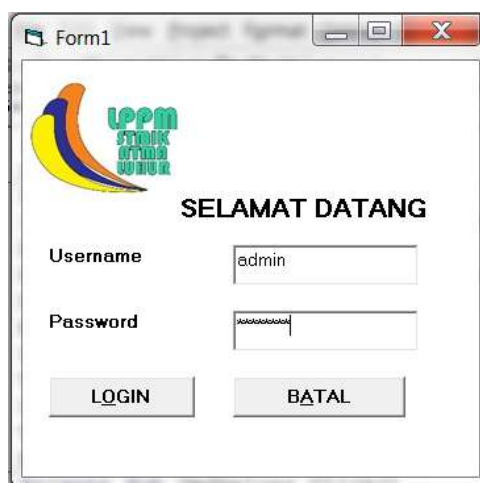 Form1
LPPM
STMIK
ATMA
LUHUR
SELAMAT DATANG
Username
admin
Password
LOGIN
BATAL